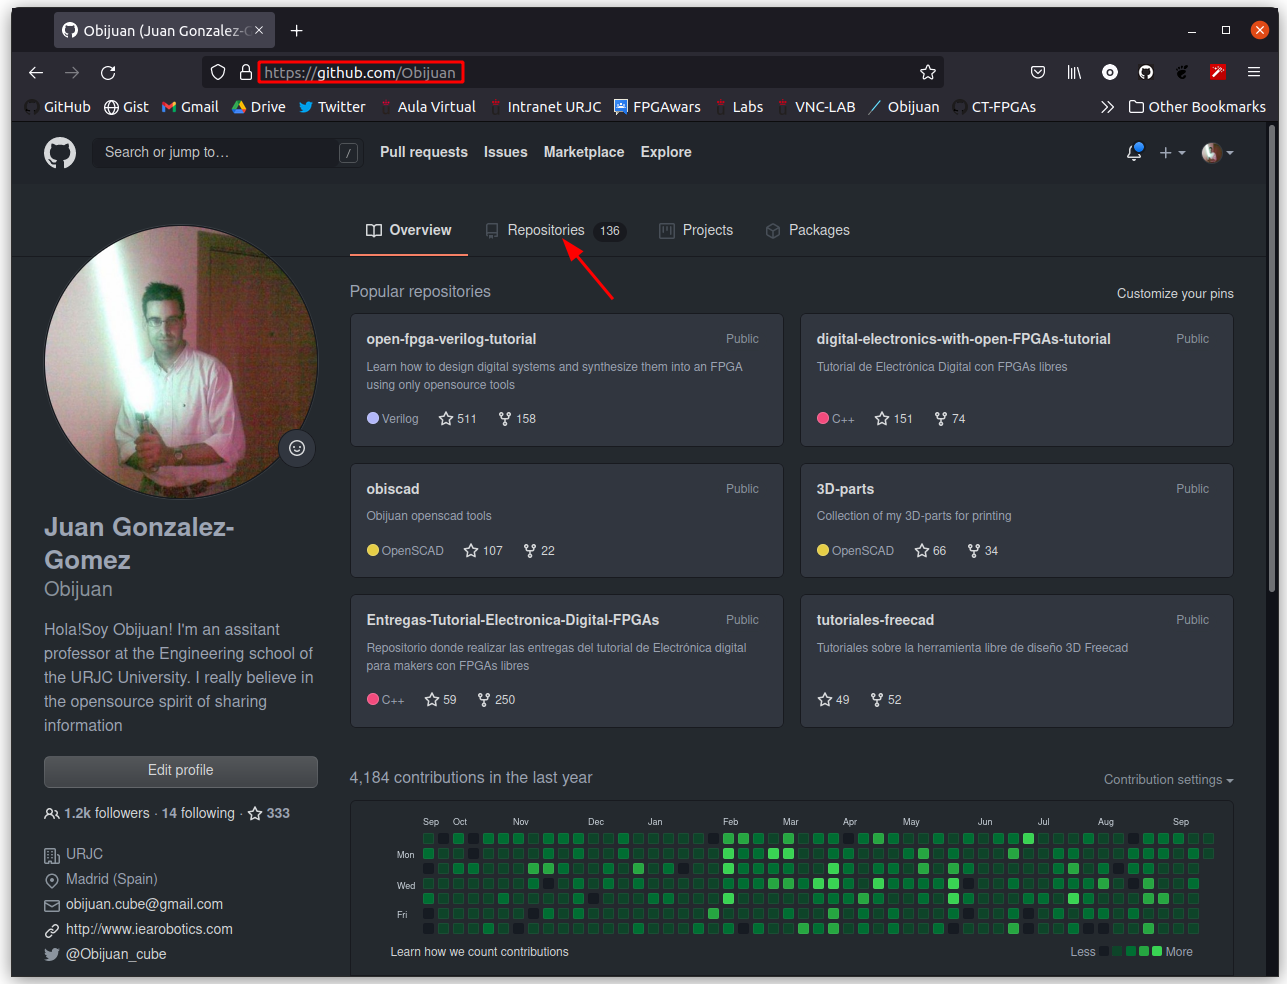 Obijuan (Juan Gonzalez-G
https://github.com/Obijuan
GitHub Gist Gmail Drive Twitter Aula Virtual Intranet URJC FPGAwars Labs VNC-LAB Obijuan CT-FPGAs Other Bookmarks
Search or jump to… / Pull requests Issues Marketplace Explore
Overview Repositories 136 Projects Packages
Popular repositories
Customize your pins
open-fpga-verilog-tutorial Public
Learn how to design digital systems and synthesize them into an FPGA
using only opensource tools
Verilog 511 158
digital-electronics-with-open-FPGAs-tutorial Public
Tutorial de Electrónica Digital con FPGAs libres
C++ 151 74
obiscad Public
Obijuan openscad tools
OpenSCAD 107 22
3D-parts Public
Collection of my 3D-parts for printing
OpenSCAD 66 34
Entregas-Tutorial-Electronica-Digital-FPGAs Public
Repositorio donde realizar las entregas del tutorial de Electrónica digital
para makers con FPGAs libres
C++ 59 250
tutoriales-freecad Public
Tutoriales sobre la herramienta libre de diseño 3D Freecad
49 52
Juan Gonzalez-
Gomez
Obijuan
Hola!Soy Obijuan! I'm an assitant
professor at the Engineering school of
the URJC University. I really believe in
the opensource spirit of sharing
information
Edit profile
1.2k followers · 14 following · 333
URJC
Madrid (Spain)
obijuan.cube@gmail.com
http://www.iearobotics.com
@Obijuan_cube
4,184 contributions in the last year
Contribution settings
Sep Oct Nov Dec Jan Feb Mar Apr May Jun Jul Aug Sep
Mon
Wed
Fri
Learn how we count contributions
Less More